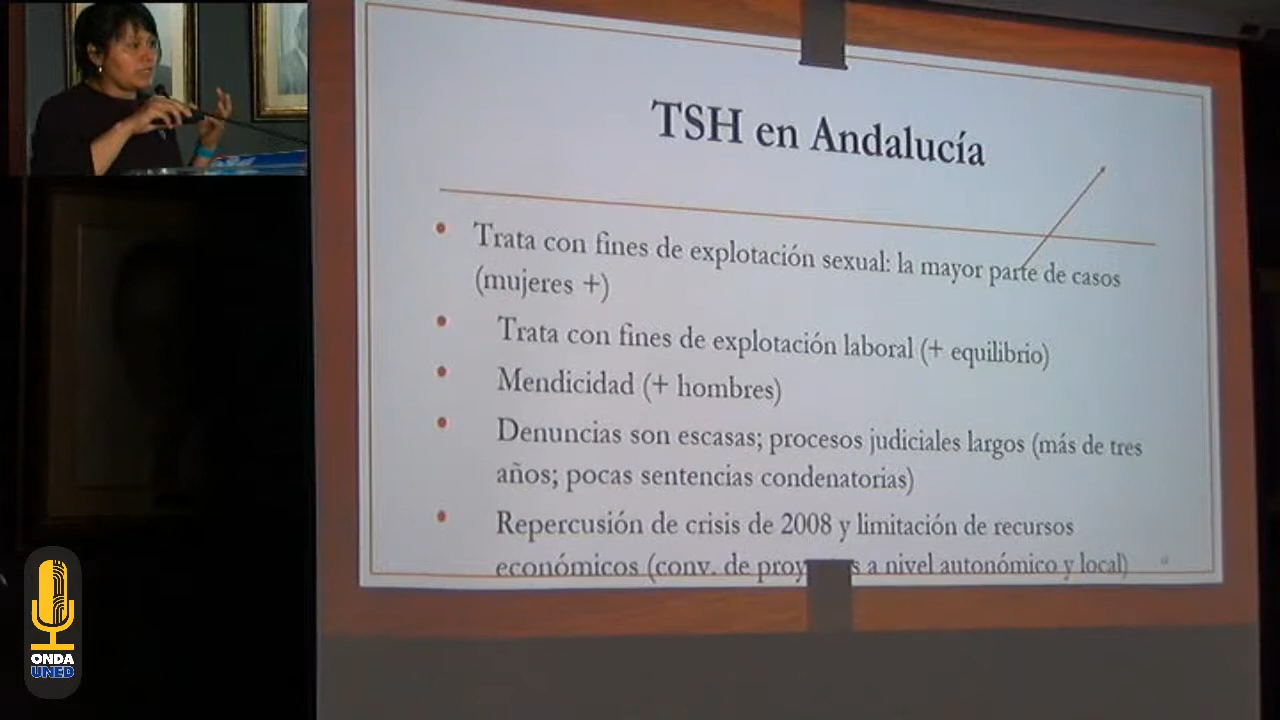 TSH en Andalucía
• Trata con fines de explotación sexual: la mayor parte de casos
(mujeres +)
• Trata con fines de explotación laboral (+ equilibrio)
• Mendicidad (+ hombres)
• Denuncias son escasas; procesos judiciales largos (más de tres
años; pocas sentencias condenatorias)
• Repercusión de crisis de 2008 y limitación de recursos
económicos (conv. de a nivel autonómico y local)
ONDA
UNED